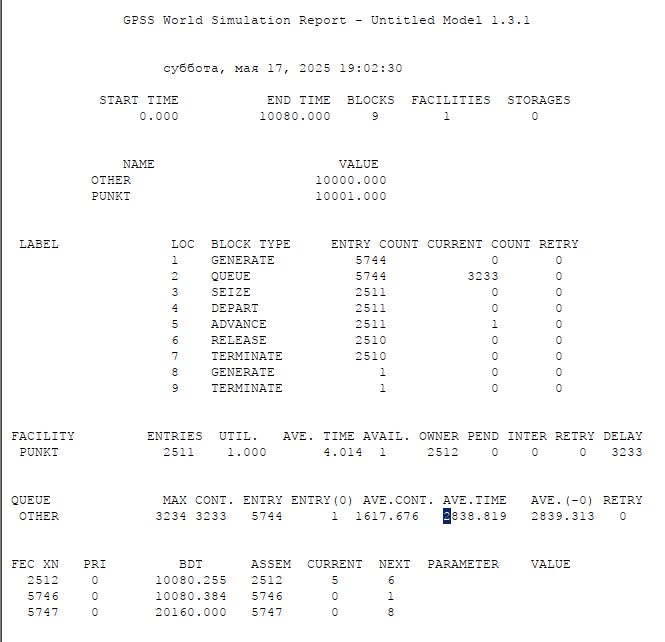 GPSS World Simulation Report - Untitled Model 1.3.1
суббота, мая 17, 2025 19:02:30
START TIME END TIME BLOCKS FACILITIES STORAGES
0.000 10080.000 9 1 0
NAME VALUE
OTHER 10000.000
PUNKT 10001.000
LABEL LOC BLOCK TYPE ENTRY COUNT CURRENT COUNT RETRY
1 GENERATE 5744 0 0
2 QUEUE 5744 3233 0
3 SEIZE 2511 0 0
4 DEPART 2511 0 0
5 ADVANCE 2511 1 0
6 RELEASE 2510 0 0
7 TERMINATE 2510 0 0
8 GENERATE 1 0 0
9 TERMINATE 1 0 0
FACILITY ENTRIES UTIL. AVE. TIME AVAIL. OWNER PEND INTER RETRY DELAY
PUNKT 2511 1.000 4.014 1 2512 0 0 0 3233
QUEUE MAX CONT. ENTRY ENTRY(0) AVE.CONT. AVE.TIME AVE.(-0) RETRY
OTHER 3234 3233 5744 1 1617.676 2838.819 2839.313 0
FEC XN PRI BDT ASSEM CURRENT NEXT PARAMETER VALUE
2512 0 10080.255 2512 5 6
5746 0 10080.384 5746 0 1
5747 0 20160.000 5747 0 8